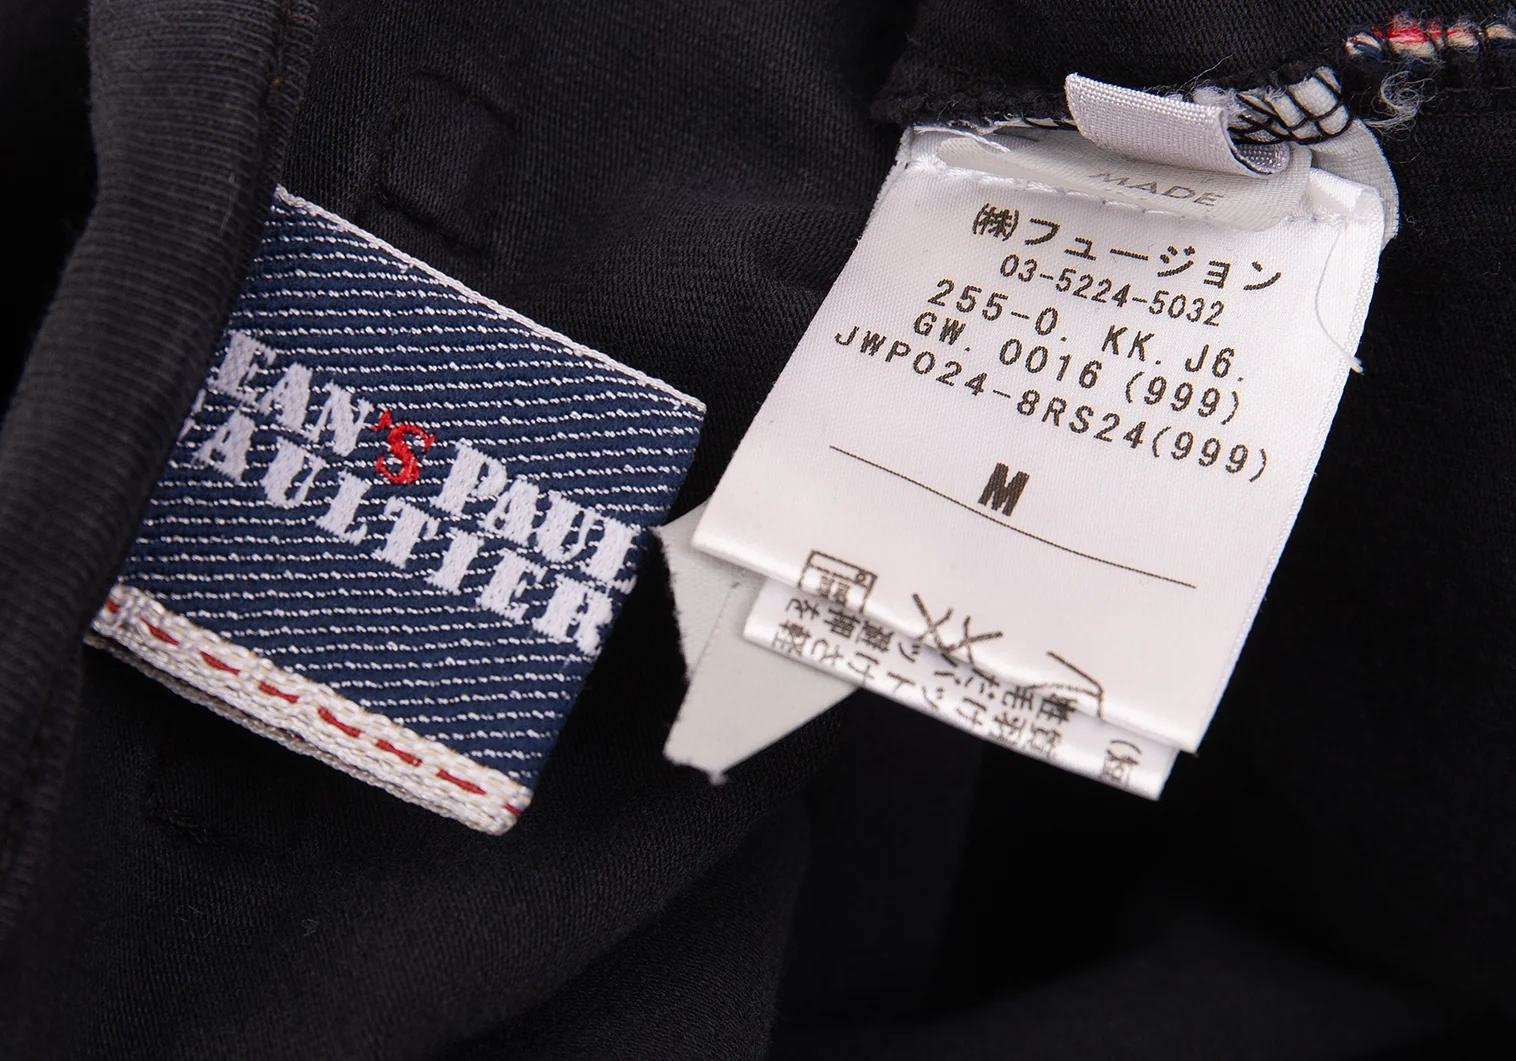 EAN'S PAUL
AULTIER
MADE
㈱フュージョン
03-5224-5032
255-0. KK. J6.
GW. 0016 (999)
JWP024-8RS24(999)
M